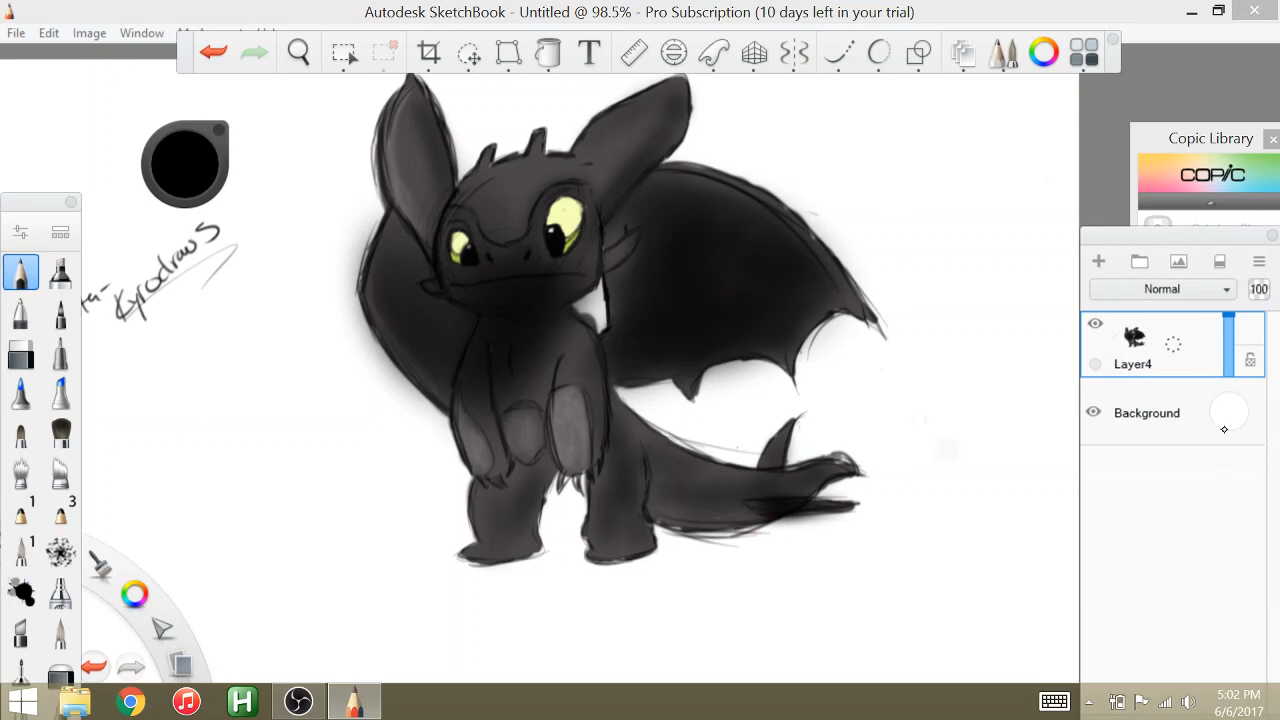 Autodesk SketchBook - Untitled @ 98.5% - Pro Subscription (10 days left in your trial)
File Edit Image Window
T
Copic Library
COPIC
Normal 100
Layer4
Background
Kyrodraws
1 3
1
H
5:02 PM
6/6/2017